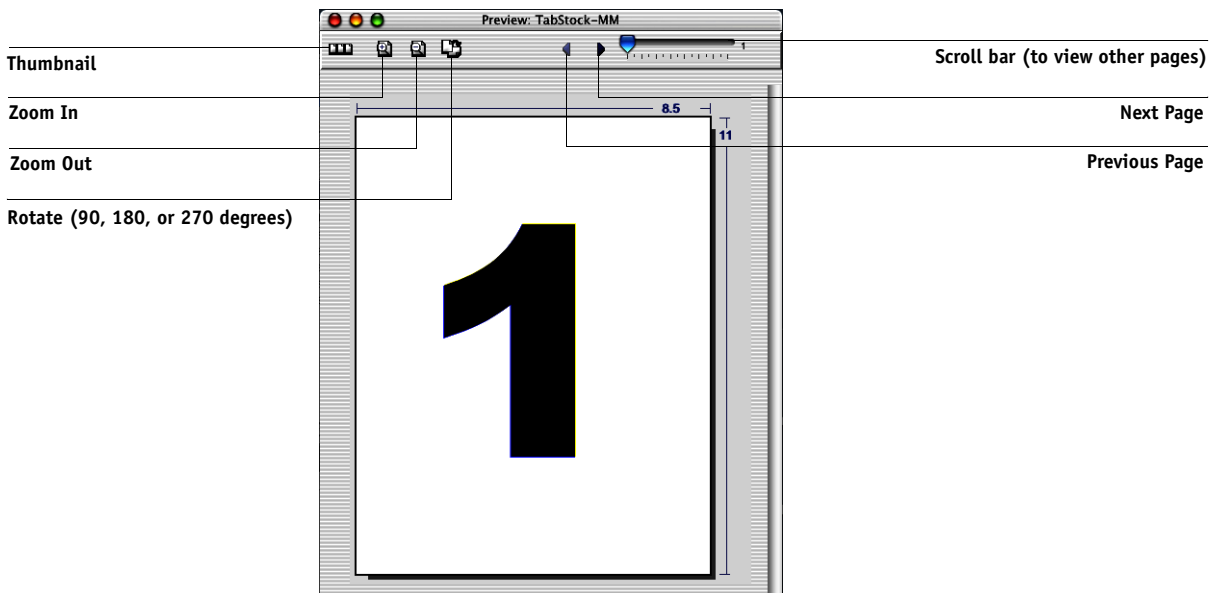 Preview: TabStock-MM
1
Thumbnail
Scroll bar (to view other pages)
Zoom In
8.5
Next Page
11
Zoom Out
Previous Page
Rotate (90, 180, or 270 degrees)
1